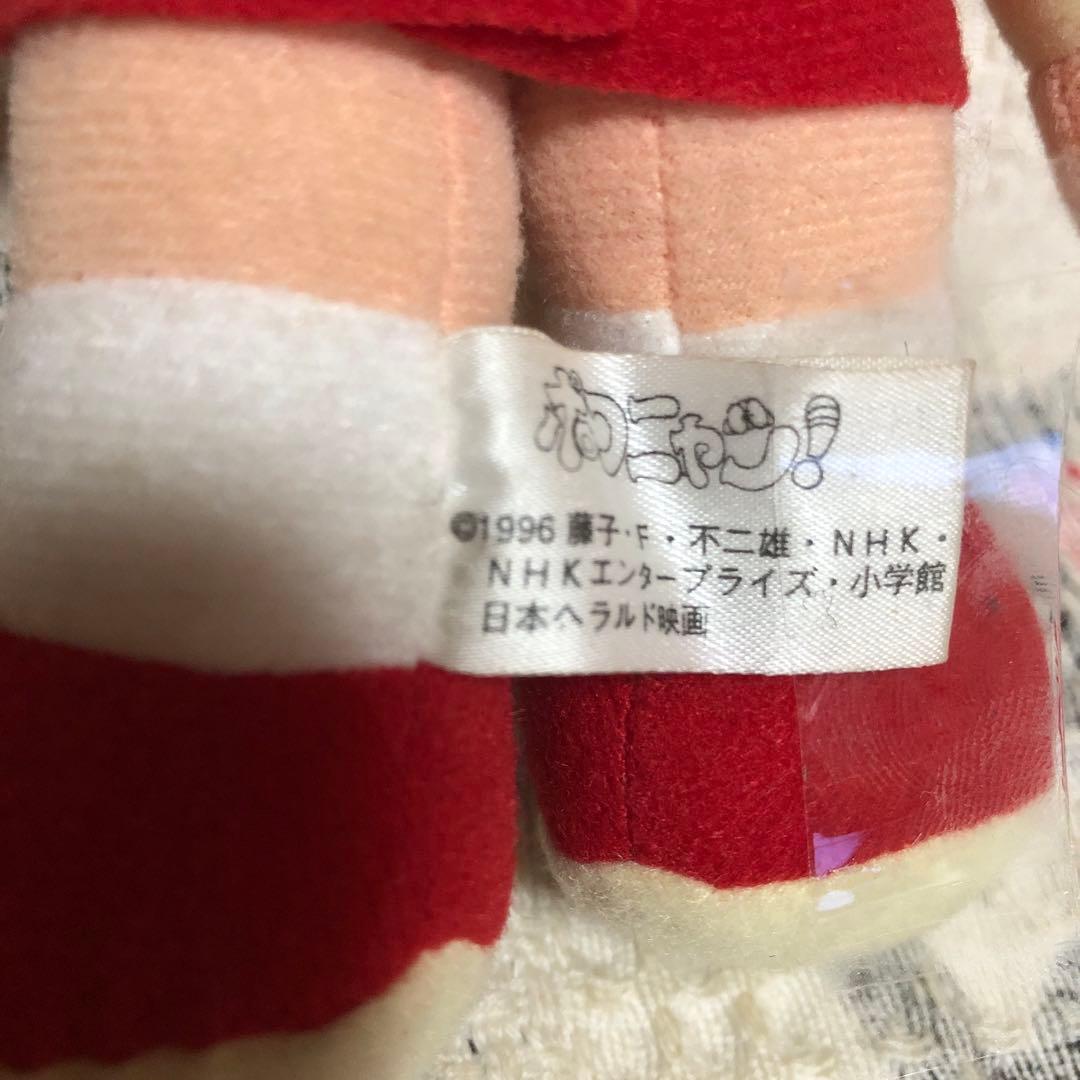 ポコニャン!
©1996 藤子・F・不二雄・NHK・
NHKエンタープライズ・小学館
日本ヘラルド映画